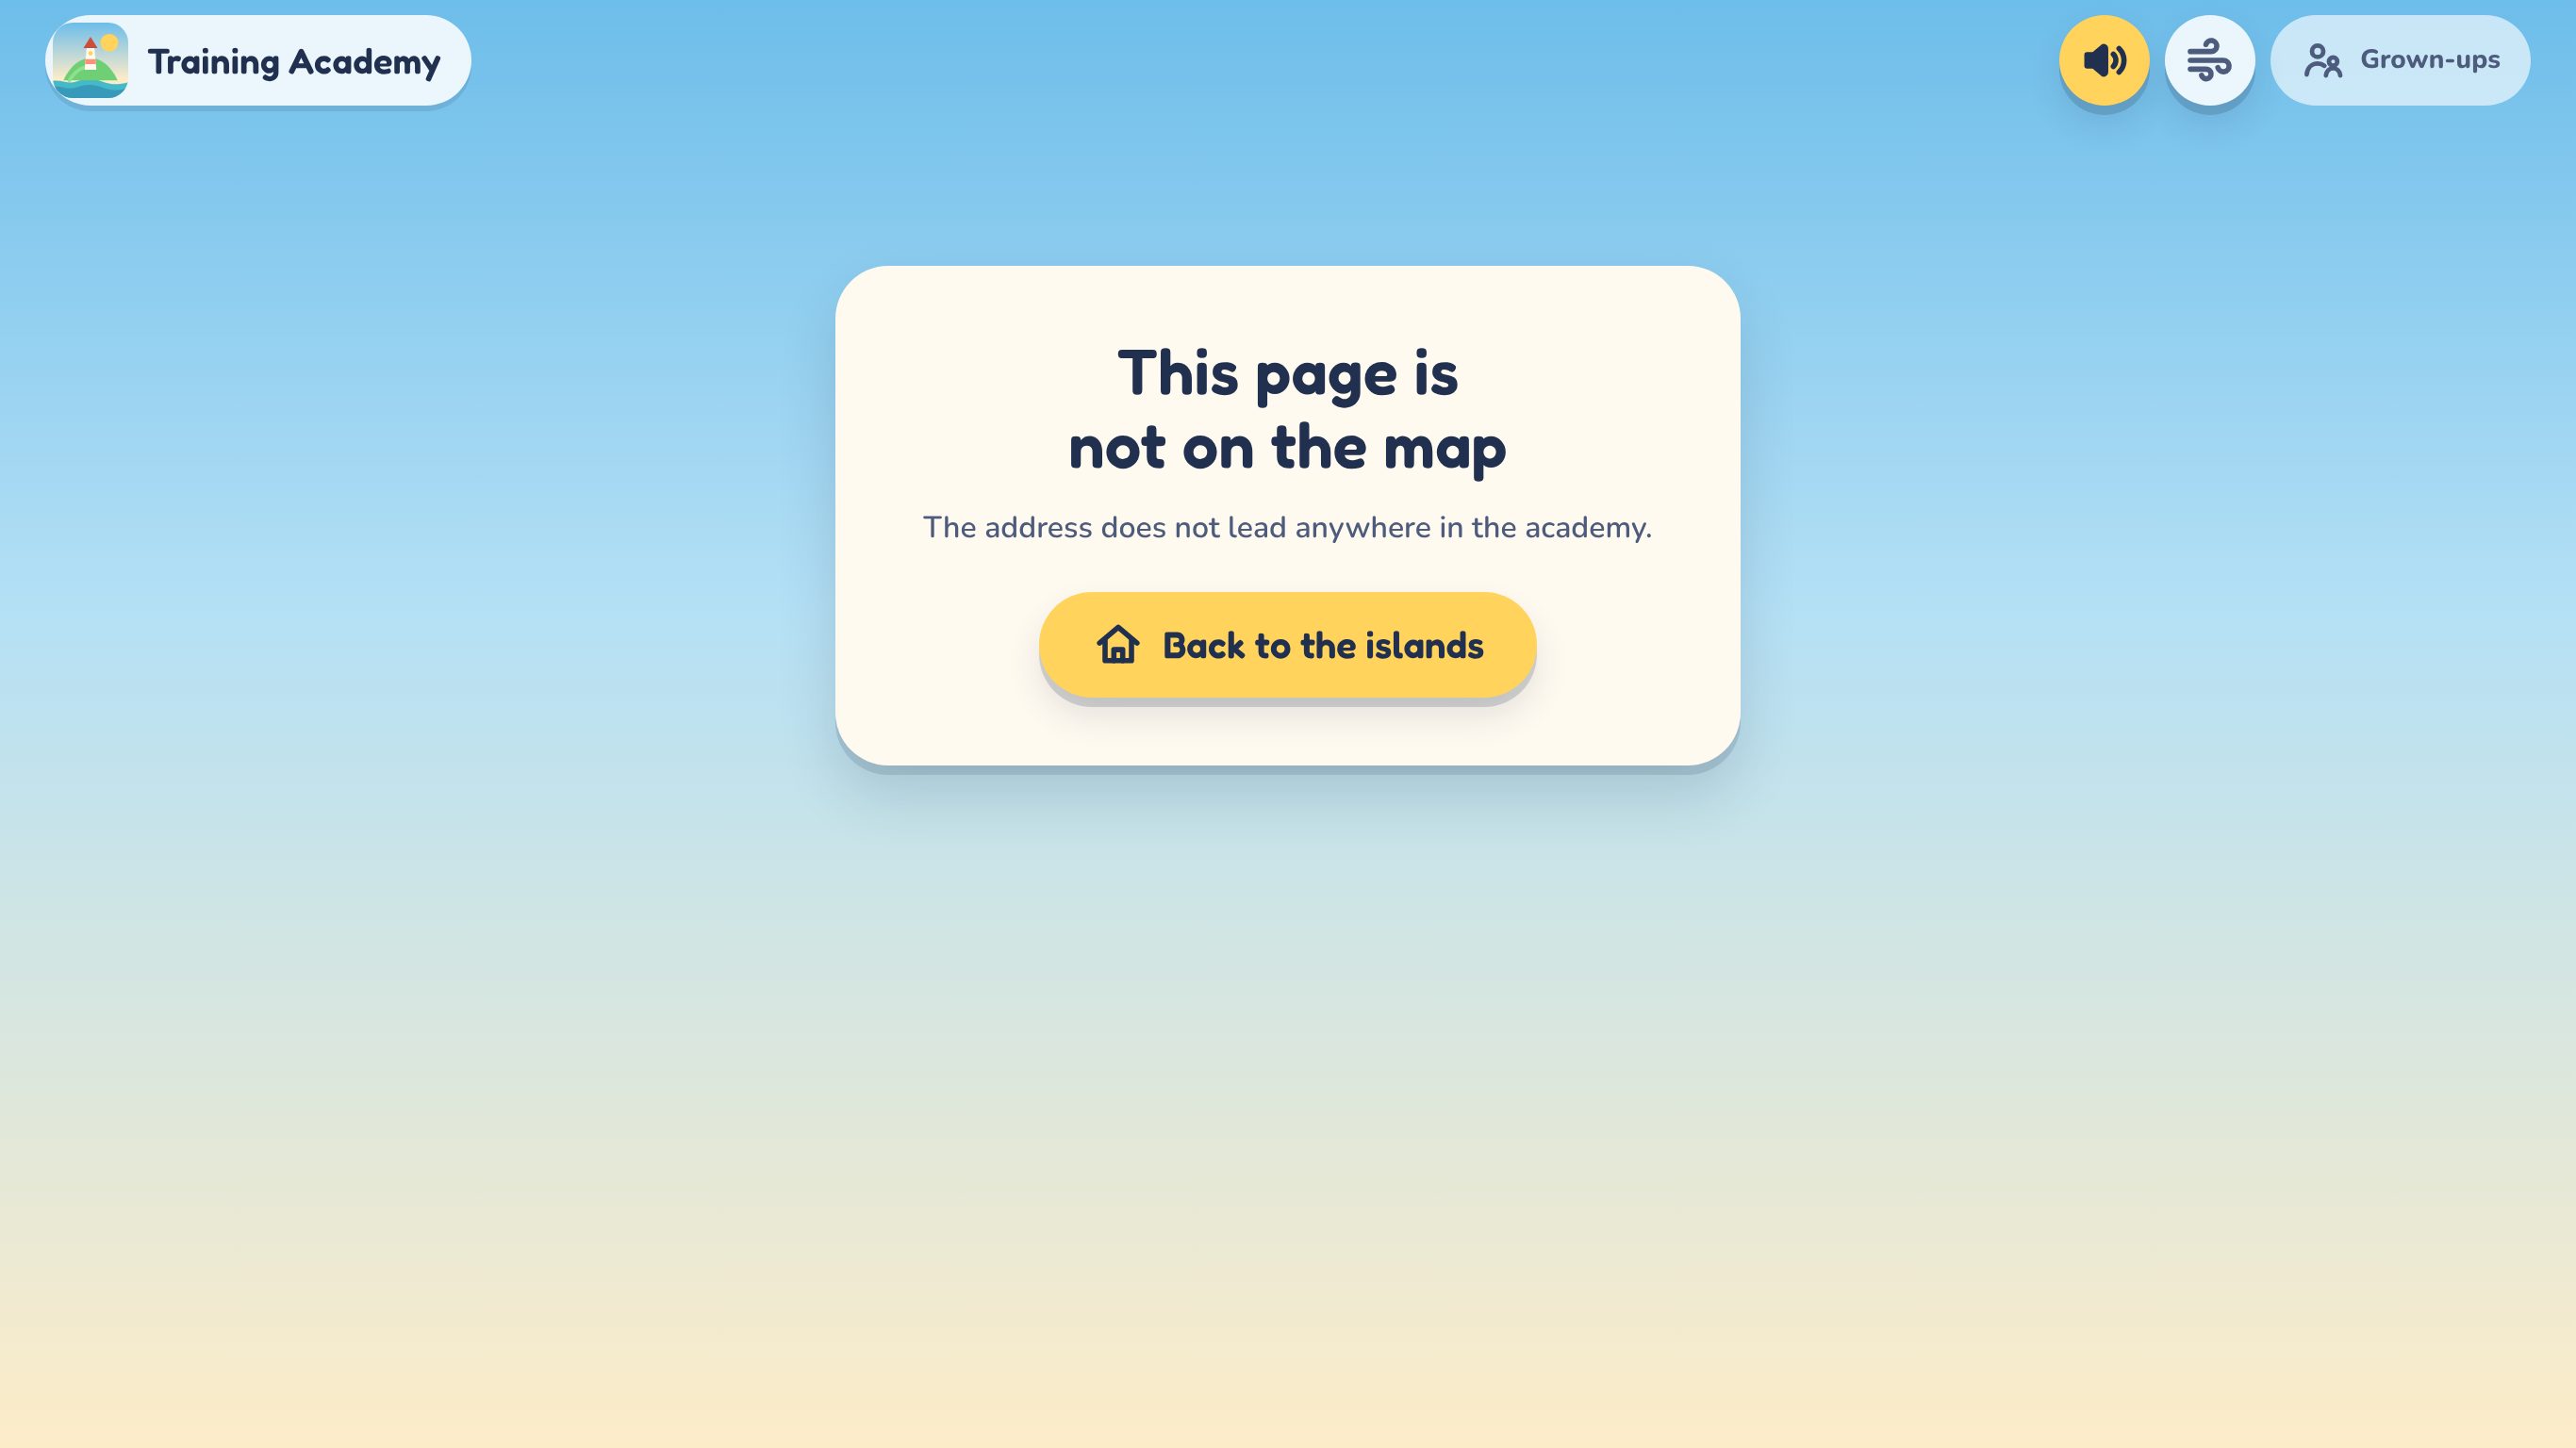 Training Academy
Grown-ups
This page is
not on the map
The address does not lead anywhere in the academy.
Back to the islands